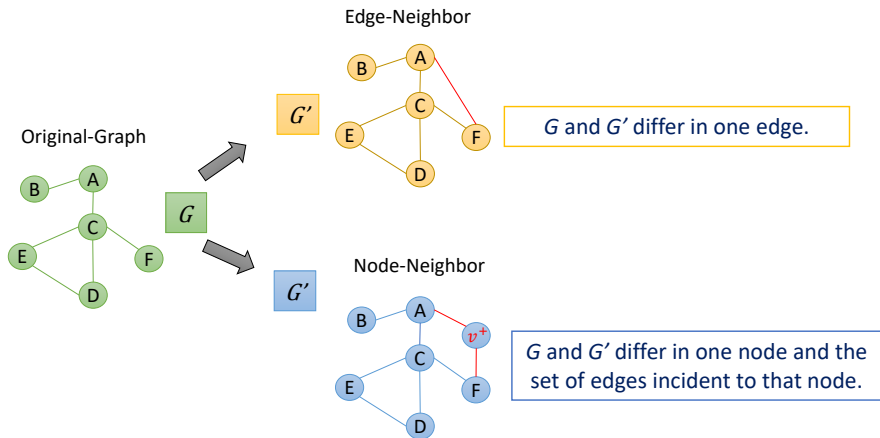 Edge-Neighbor
B
A
G'
C
E
F
D
G and G' differ in one edge.
Original-Graph
B
A
G
C
E
F
D
Node-Neighbor
G'
B
A
v⁺
C
E
F
D
G and G' differ in one node and the
set of edges incident to that node.